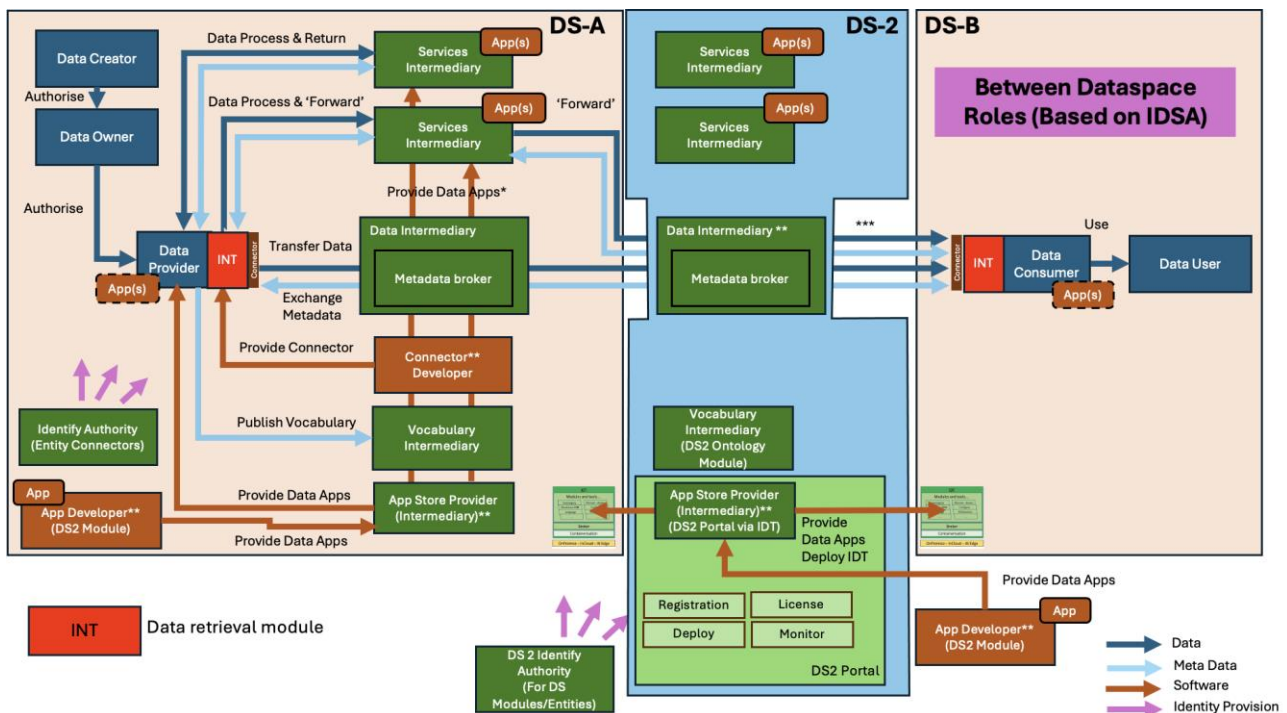 DS-A
DS-2
DS-B
Between Dataspace
Roles (Based on IDSA)
Data Creator
Authorise
Data Owner
Authorise
Data Process & Return
Data Process & ‘Forward’
Services
Intermediary
App(s)
Services
Intermediary
App(s)
‘Forward’
Provide Data Apps*
Services
Intermediary
App(s)
Services
Intermediary
App(s)
Data
Provider
INT
Connector
App(s)
Transfer Data
Exchange
Metadata
Data Intermediary
Metadata broker
Data Intermediary **
Metadata broker
***
Connector
INT
Data
Consumer
App(s)
Use
Data User
Provide Connector
Connector**
Developer
Identify Authority
(Entity Connectors)
Publish Vocabulary
Vocabulary
Intermediary
Vocabulary
Intermediary
(DS2 Ontology
Module)
App
App Developer**
(DS2 Module)
Provide Data Apps
Provide Data Apps
App Store Provider
(Intermediary)**
App Store Provider
(Intermediary)**
(DS2 Portal via IDT)
Provide
Data Apps
Deploy IDT
Provide Data Apps
Registration
License
Deploy
Monitor
DS2 Portal
App
App Developer**
(DS2 Module)
INT
Data retrieval module
DS 2 Identify
Authority
(For DS
Modules/Entities)
Data
Meta Data
Software
Identity Provision